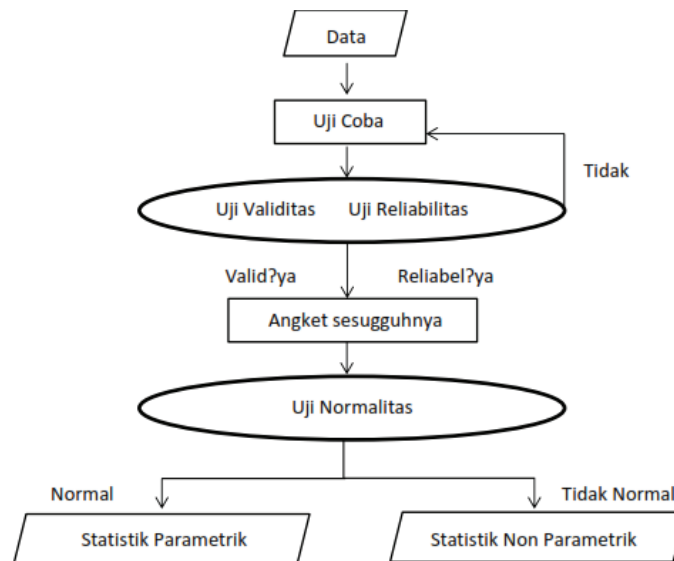 Data
Uji Coba
Tidak
Uji Validitas Uji Reliabilitas
Valid?ya Reliabel?ya
Angket sesugguhnya
Uji Normalitas
Normal Tidak Normal
Statistik Parametrik Statistik Non Parametrik